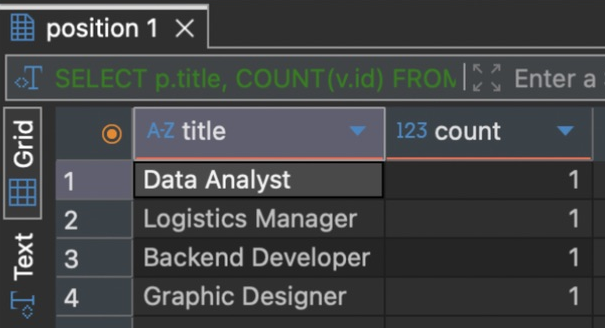 position 1
SELECT p.title, COUNT(v.id) FROM Enter a
Grid
Text
A-Z title 123 count
1 Data Analyst 1
2 Logistics Manager 1
3 Backend Developer 1
4 Graphic Designer 1